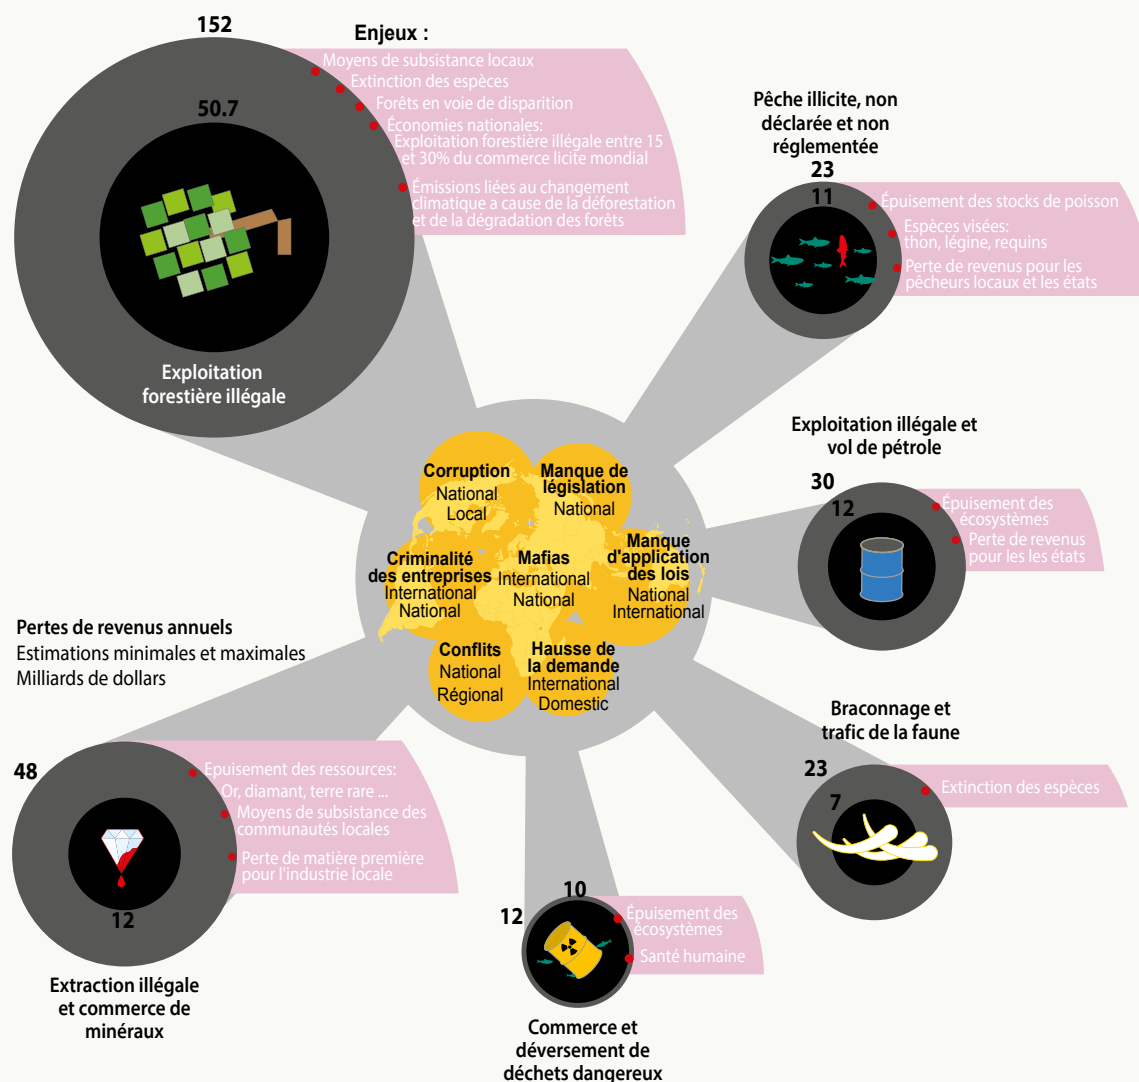 152
50.7
Exploitation
forestière illégale
Enjeux :
Moyens de subsistance locaux
Extinction des espèces
Forêts en voie de disparition
Économies nationales:
Exploitation forestière illégale entre 15
et 30% du commerce licite mondial
Émissions liées au changement
climatique a cause de la déforestation
et de la dégradation des forêts
Pêche illicite, non
déclarée et non
réglementée
23
11
Épuisement des stocks de poisson
Espèces visées:
thon, légine, requins
Perte de revenus pour les
pêcheurs locaux et les états
Exploitation illégale et
vol de pétrole
30
12
Épuisement des
écosystèmes
Perte de revenus
pour les les états
Corruption
National
Local
Manque de
législation
National
Criminalité
des entreprises
International
National
Mafias
International
National
Manque
d'application
des lois
National
International
Conflits
National
Régional
Hausse de
la demande
International
Domestic
Pertes de revenus annuels
Estimations minimales et maximales
Milliards de dollars
Braconnage et
trafic de la faune
23
7
Extinction des espèces
48
12
Epuisement des ressources:
Or, diamant, terre rare ...
Moyens de subsistance des
communautés locales
Perte de matière première
pour l'industrie locale
Extraction illégale
et commerce de
minéraux
10
12
Épuisement des
écosystèmes
Santé humaine
Commerce et
déversement de
déchets dangereux